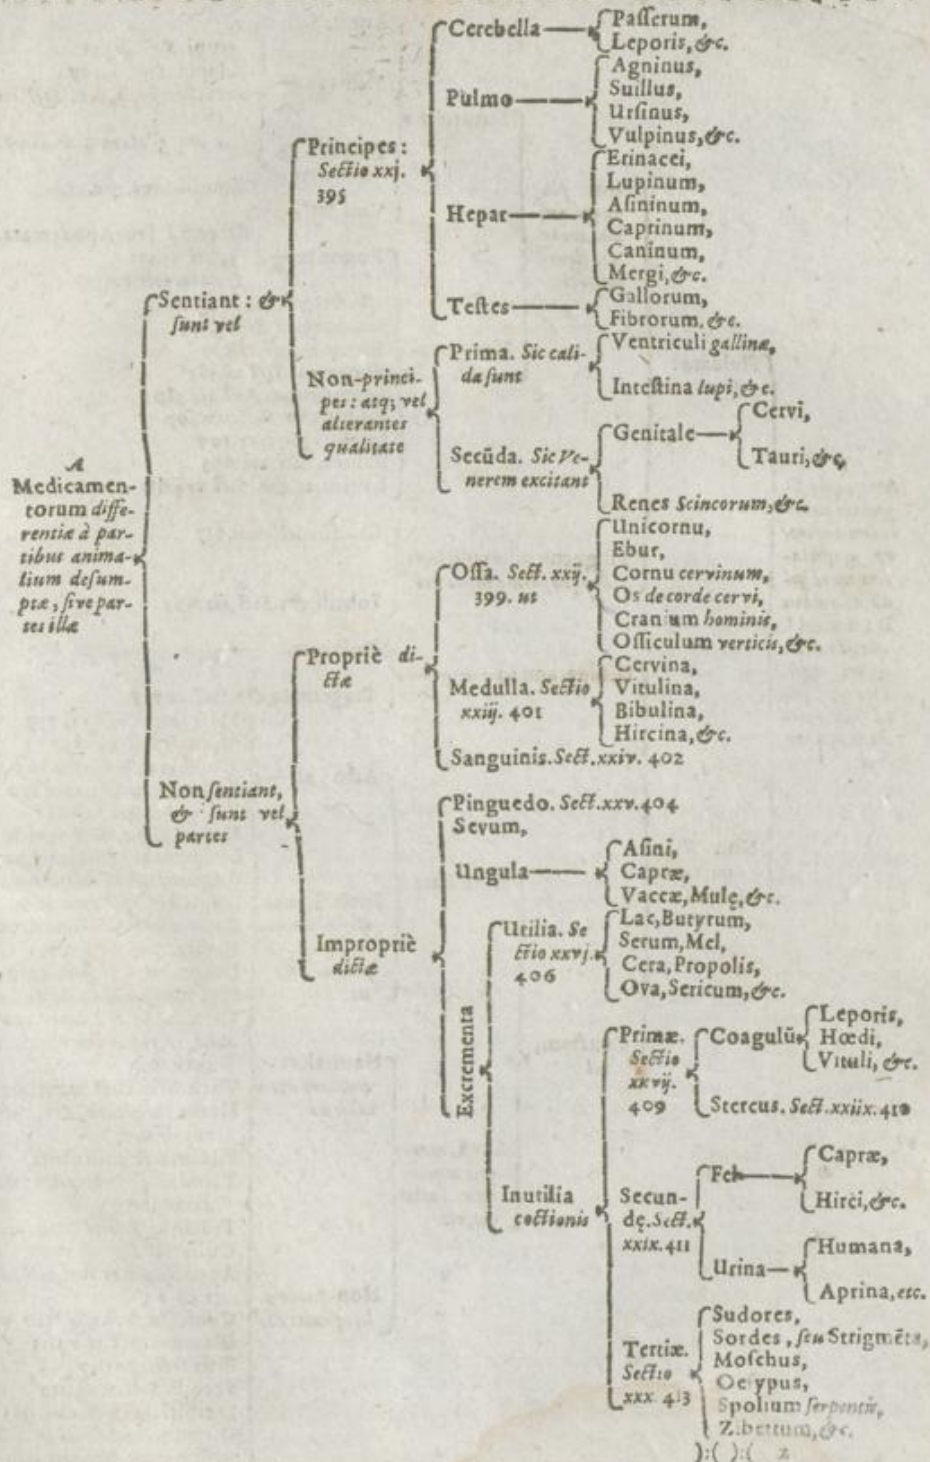 A
Medicamen-
torum diffe-
rentiæ à par-
tibus anima-
lium desum-
ptæ, sive par-
tes illæ
Sentiant : &
sunt vel
Principes :
Sectio xxj.
395
Cerebella
Passerum,
Leporis, &c.
Pulmo
Agninus,
Suillus,
Ursinus,
Vulpinus, &c.
Hepar
Erinacei,
Lupinum,
Asininum,
Caprinum,
Caninum,
Mergi, &c.
Testes
Gallorum,
Fibrorum, &c.
Non-princi-
pes : atq; vel
alterantes
qualitate
Prima. Sic cali-
da sunt
Ventriculi gallinæ,
Intestina lupi, &c.
Secūda. Sic Ve-
nerem excitant
Genitale
Cervi,
Tauri, &c.
Renes Scincorum, &c.
Non sentiant,
& sunt vel
partes
Propriè di-
ctæ
Ossa. Sect. xxij.
399. ut
Unicornu,
Ebur,
Cornu cervinum,
Os de corde cervi,
Cranium hominis,
Ossiculum verticis, &c.
Medulla. Sectio
xxiij. 401
Cervina,
Vitulina,
Bibulina,
Hircina, &c.
Sanguinis. Sect. xxiv. 402
Impropriè
dictæ
Pinguedo. Sect. xxv. 404
Sevum,
Ungula
Asini,
Capræ,
Vaccæ, Mulę, &c.
Excrementa
Utilia. Se
ctio xxvj.
406
Lac, Butyrum,
Serum, Mel,
Cera, Propolis,
Ova, Sericum, &c.
Inutilia
coctionis
Primæ.
Sectio
xxvij.
409
Coagulū
Leporis,
Hœdi,
Vituli, &c.
Stercus. Sect. xxiix. 410
Secun-
dę. Sect.
xxix. 411
Fel
Capræ,
Hirci, &c.
Urina
Humana,
Aprina, etc.
Tertiæ.
Sectio
xxx. 413
Sudores,
Sordes, seu Strigmēta,
Moschus,
Oesypus,
Spolium serpentis,
Zibettum, &c.
):( ):( 2